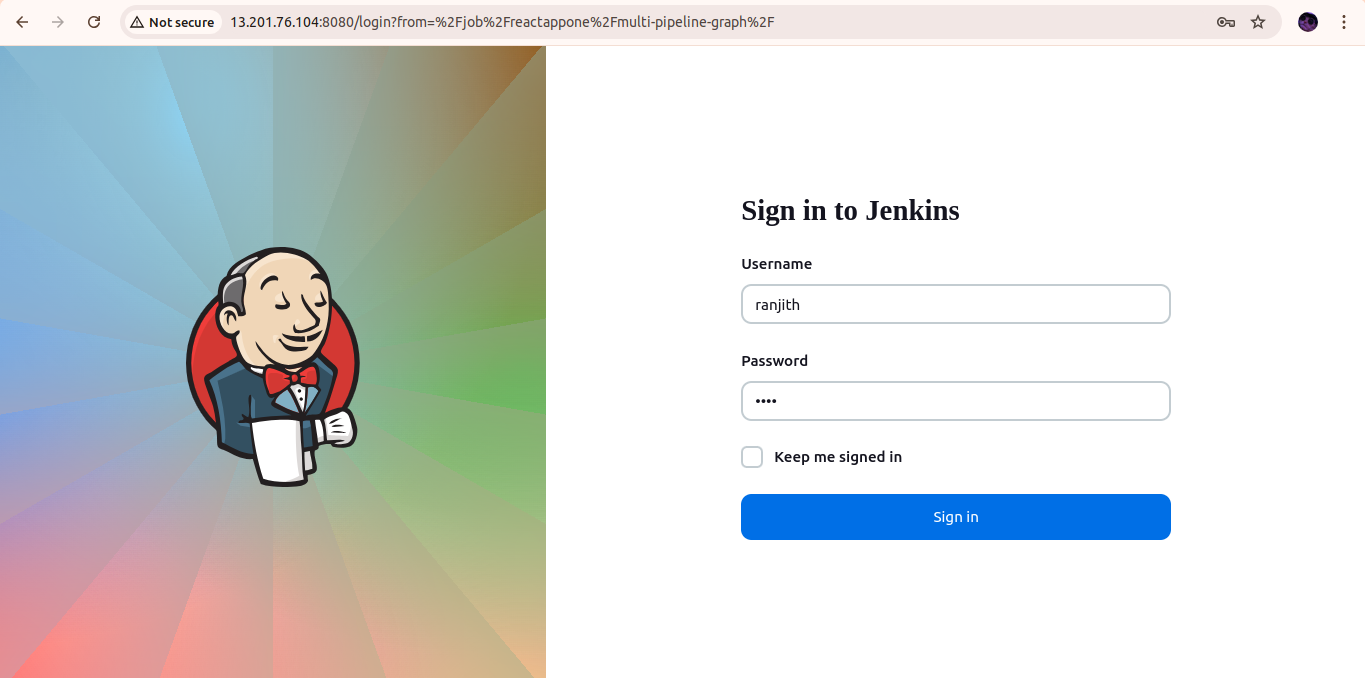 Not secure
13.201.76.104:8080/login?from=%2Fjob%2Freactappone%2Fmulti-pipeline-graph%2F
Sign in to Jenkins
Username
ranjith
Password
••••
Keep me signed in
Sign in